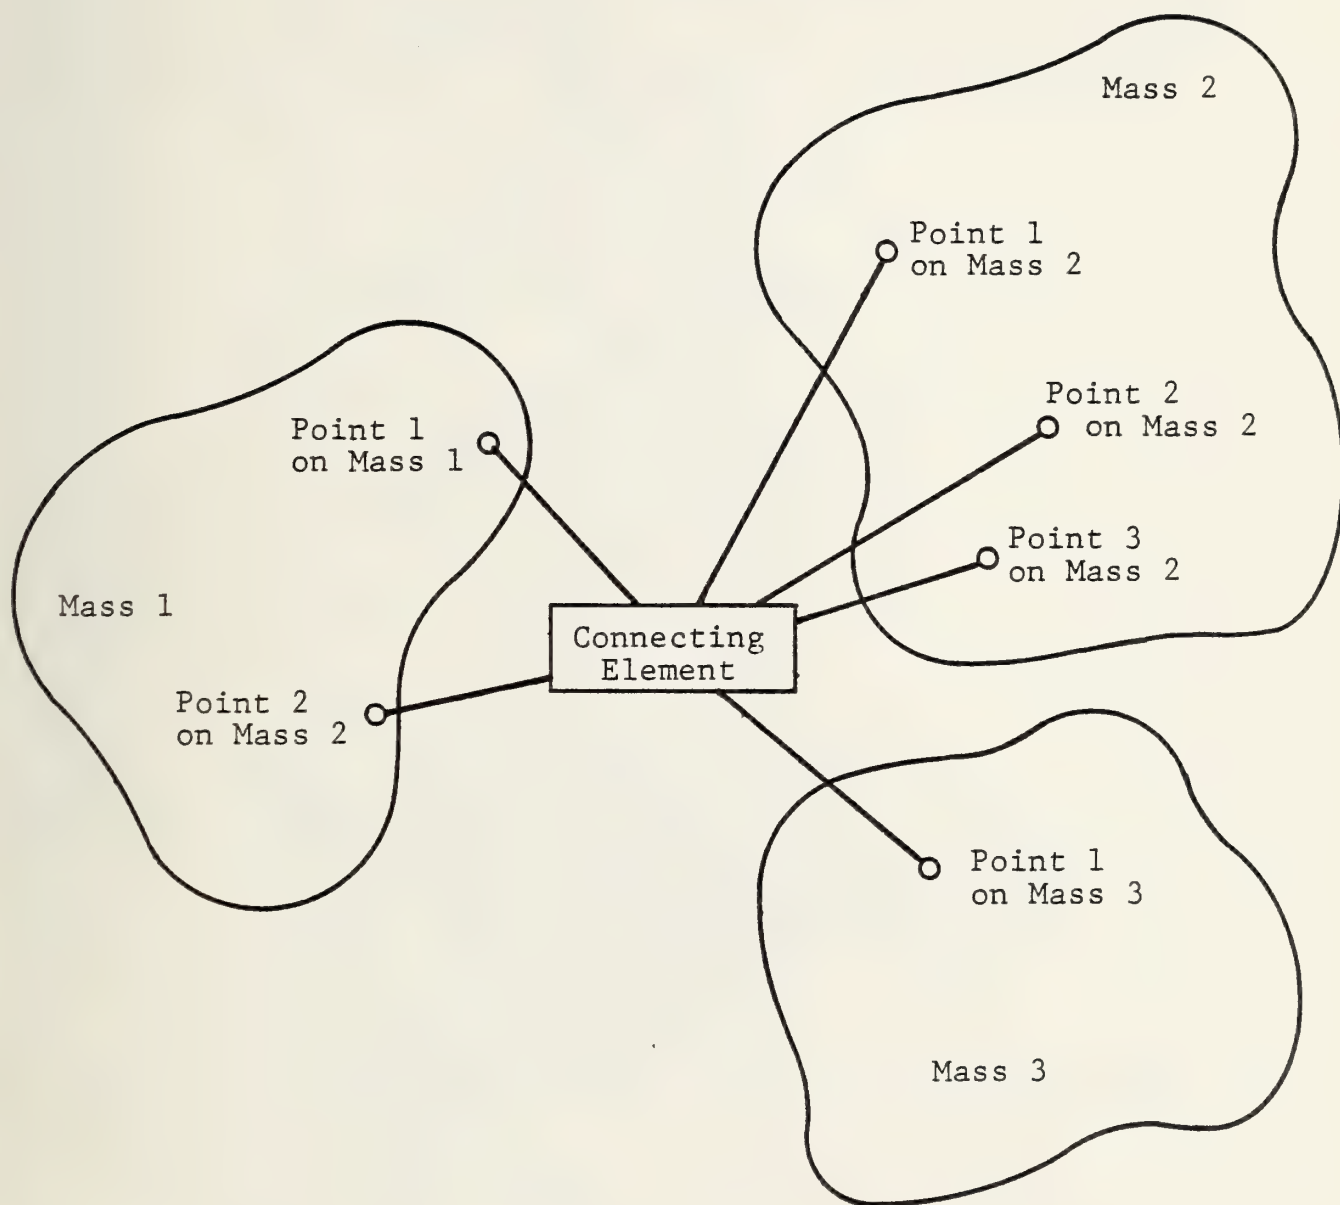 Mass 2
Point 1
on Mass 2
Point 2
on Mass 2
Point 1
on Mass 1
Point 3
on Mass 2
Mass 1
Connecting
Element
Point 2
on Mass 2
Point 1
on Mass 3
Mass 3